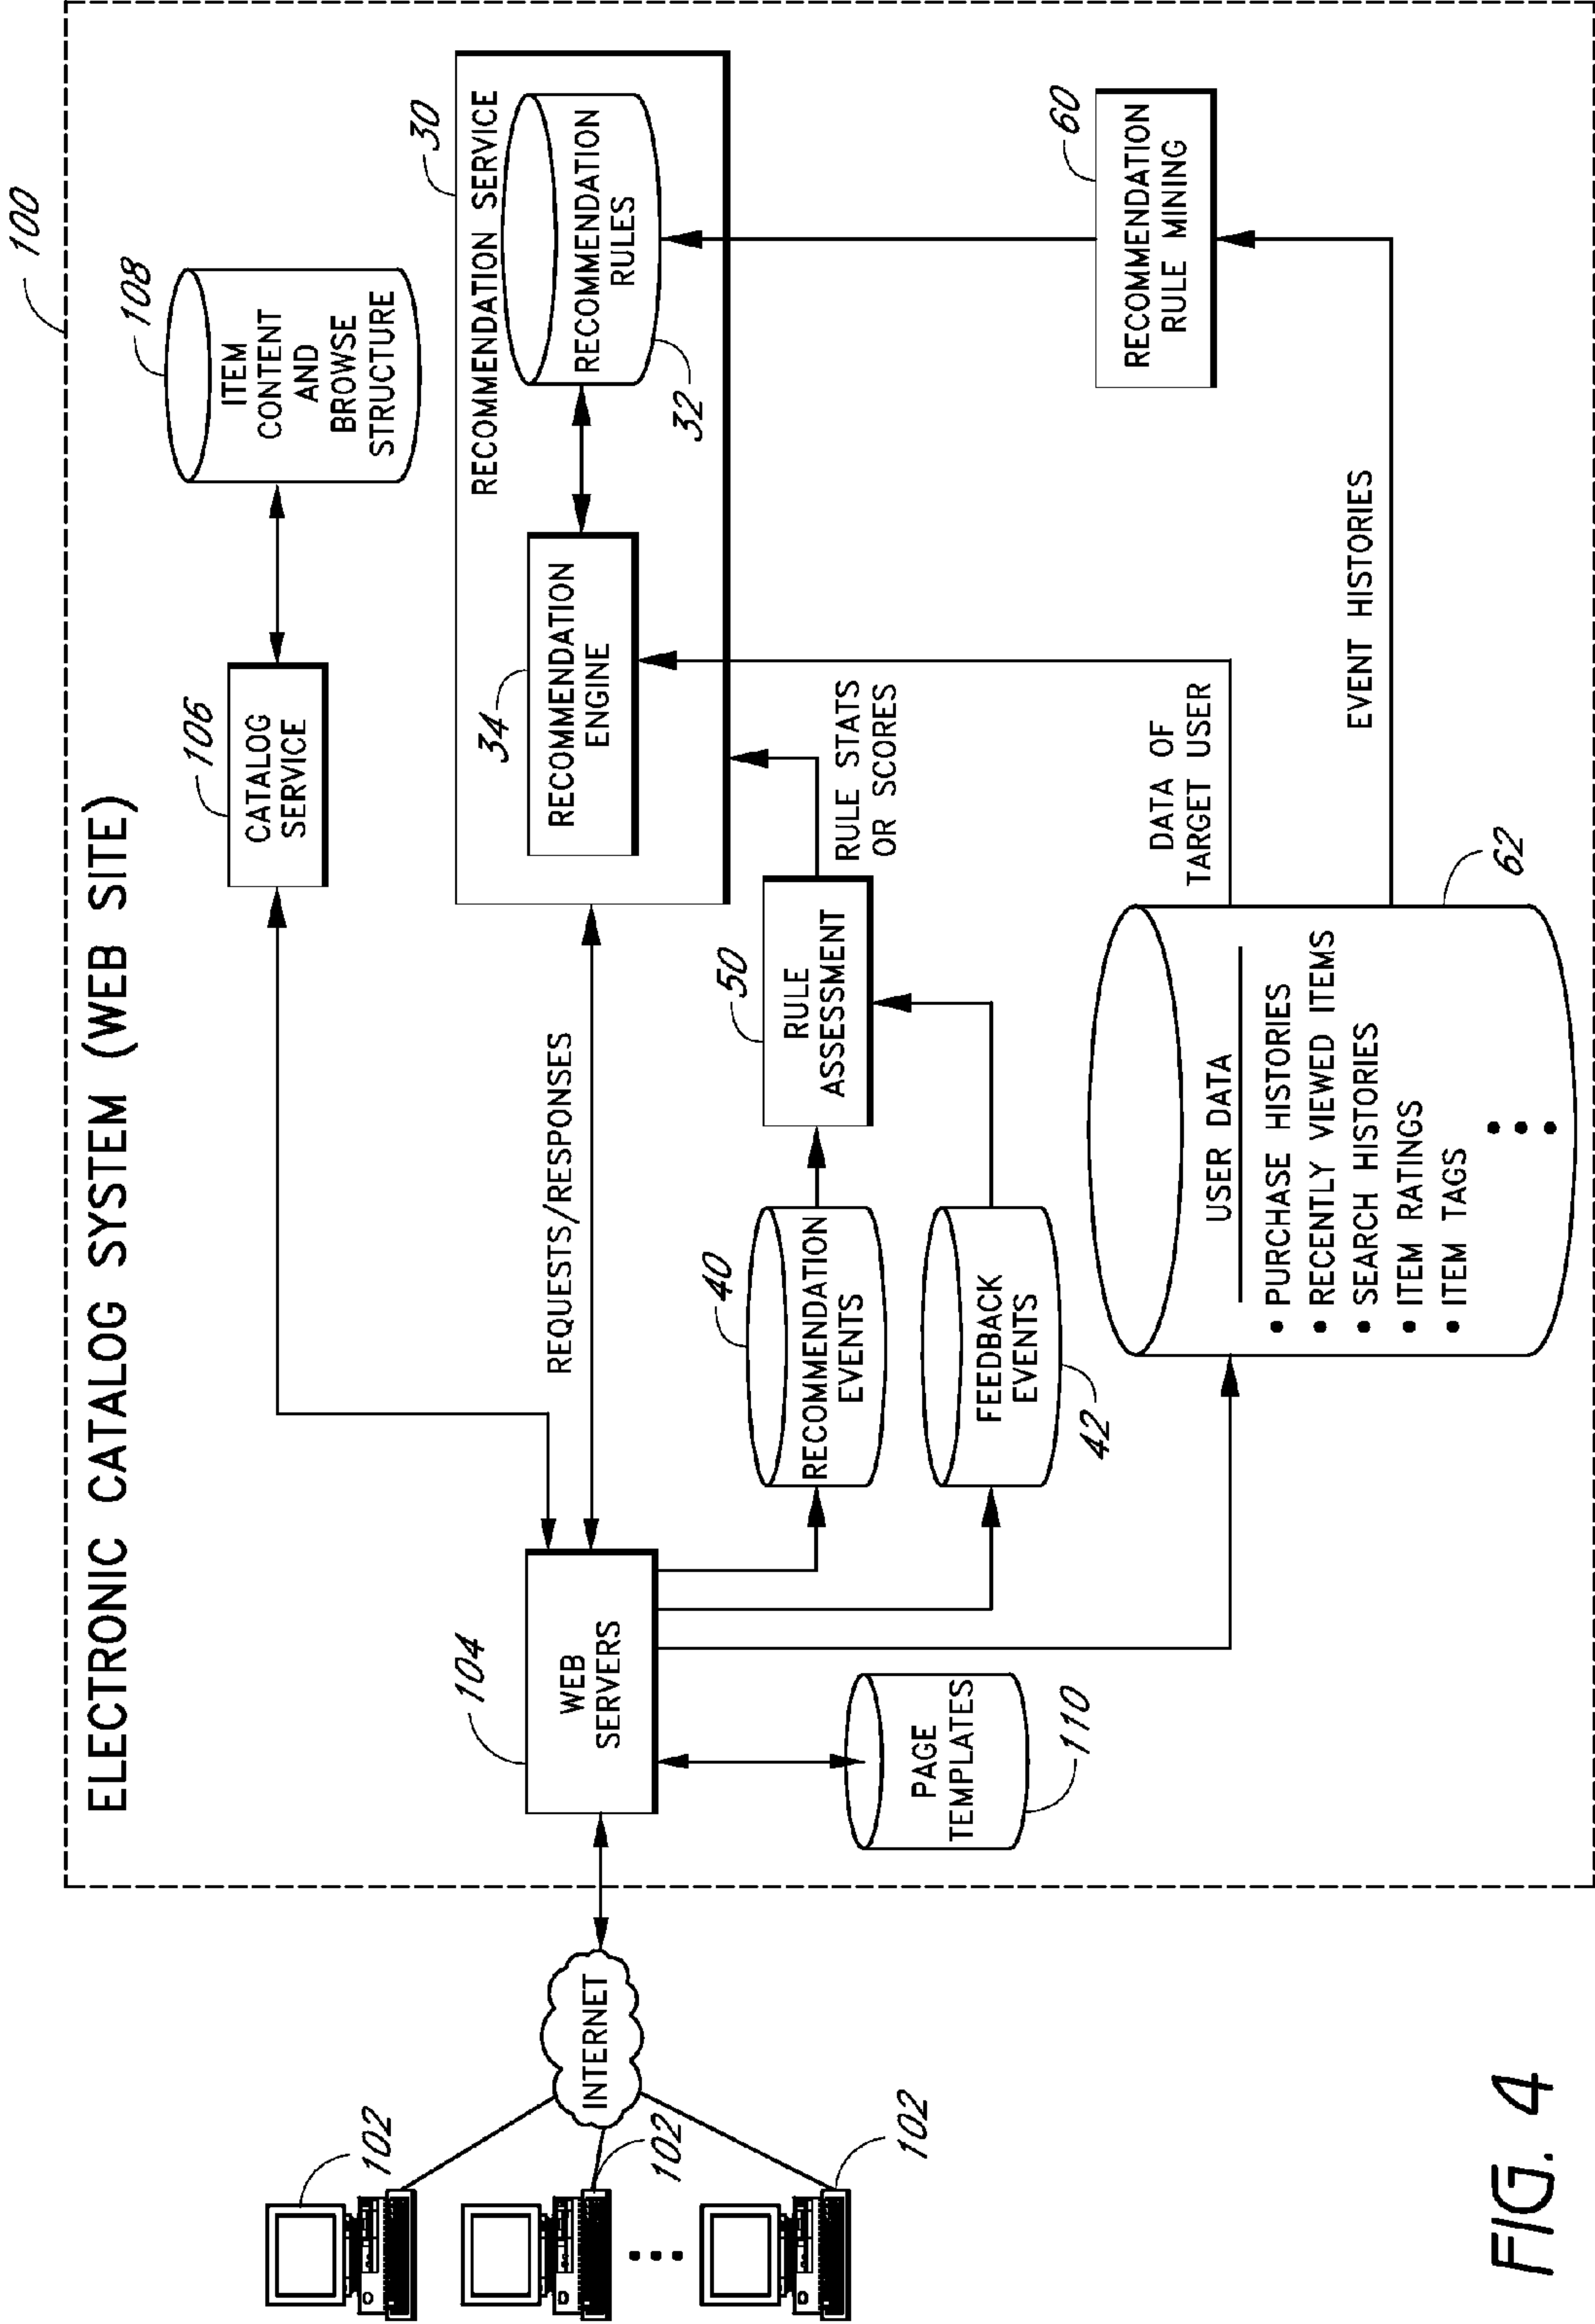 100
ELECTRONIC CATALOG SYSTEM (WEB SITE)
108
ITEM
CONTENT
AND
BROWSE
STRUCTURE
106
CATALOG
SERVICE
30
RECOMMENDATION SERVICE
RECOMMENDATION
RULES
32
34
RECOMMENDATION
ENGINE
REQUESTS/RESPONSES
104
WEB
SERVERS
INTERNET
102
102
102
PAGE
TEMPLATES
110
40
RECOMMENDATION
EVENTS
FEEDBACK
EVENTS
42
50
RULE
ASSESSMENT
RULE STATS
OR SCORES
60
RECOMMENDATION
RULE MINING
DATA OF
TARGET USER
EVENT HISTORIES
USER DATA
• PURCHASE HISTORIES
• RECENTLY VIEWED ITEMS
• SEARCH HISTORIES
• ITEM RATINGS
• ITEM TAGS
62
FIG. 4